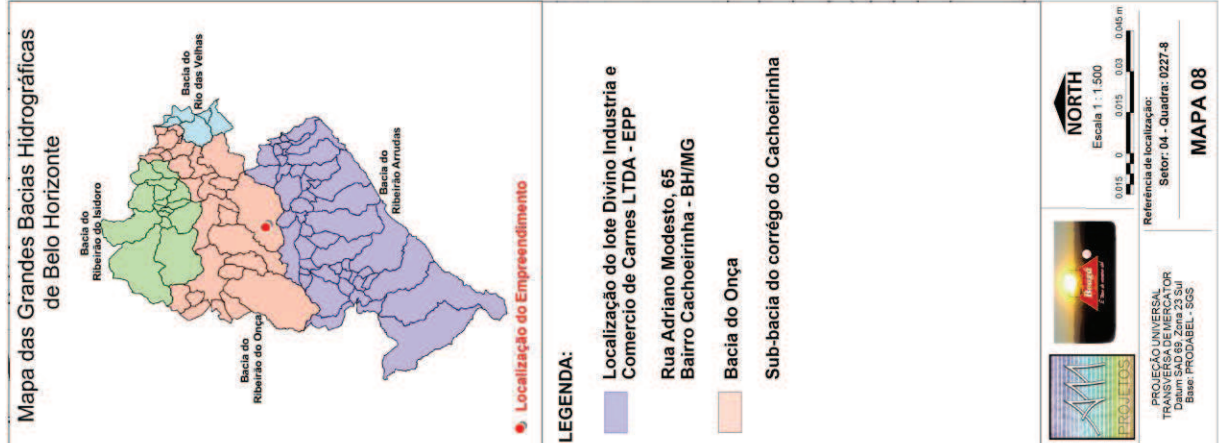 Mapa das Grandes Bacias Hidrográficas
de Belo Horizonte
Bacia do
Ribeirão do Isidoro
Bacia do
Rio das Velhas
Bacia do
Ribeirão do Onça
Bacia do
Ribeirão Arrudas
Localização do Empreendimento
LEGENDA:
Localização do lote Divino Industria e
Comercio de Carnes LTDA - EPP
Rua Adriano Modesto, 65
Bairro Cachoeirinha - BH/MG
Bacia do Onça
Sub-bacia do corrégo do Cachoeirinha
AM
PROJETOS
NORTH
Escala 1 : 1.500
0.015 0 0.015 0.03 0.045 m
PROJEÇÃO UNIVERSAL
TRANSVERSA DE MERCATOR
Datum SAD 69, Zona 23 Sul
Base: PRODABEL - SGS
Referência de localização:
Setor: 04 - Quadra: 0227-8
MAPA 08